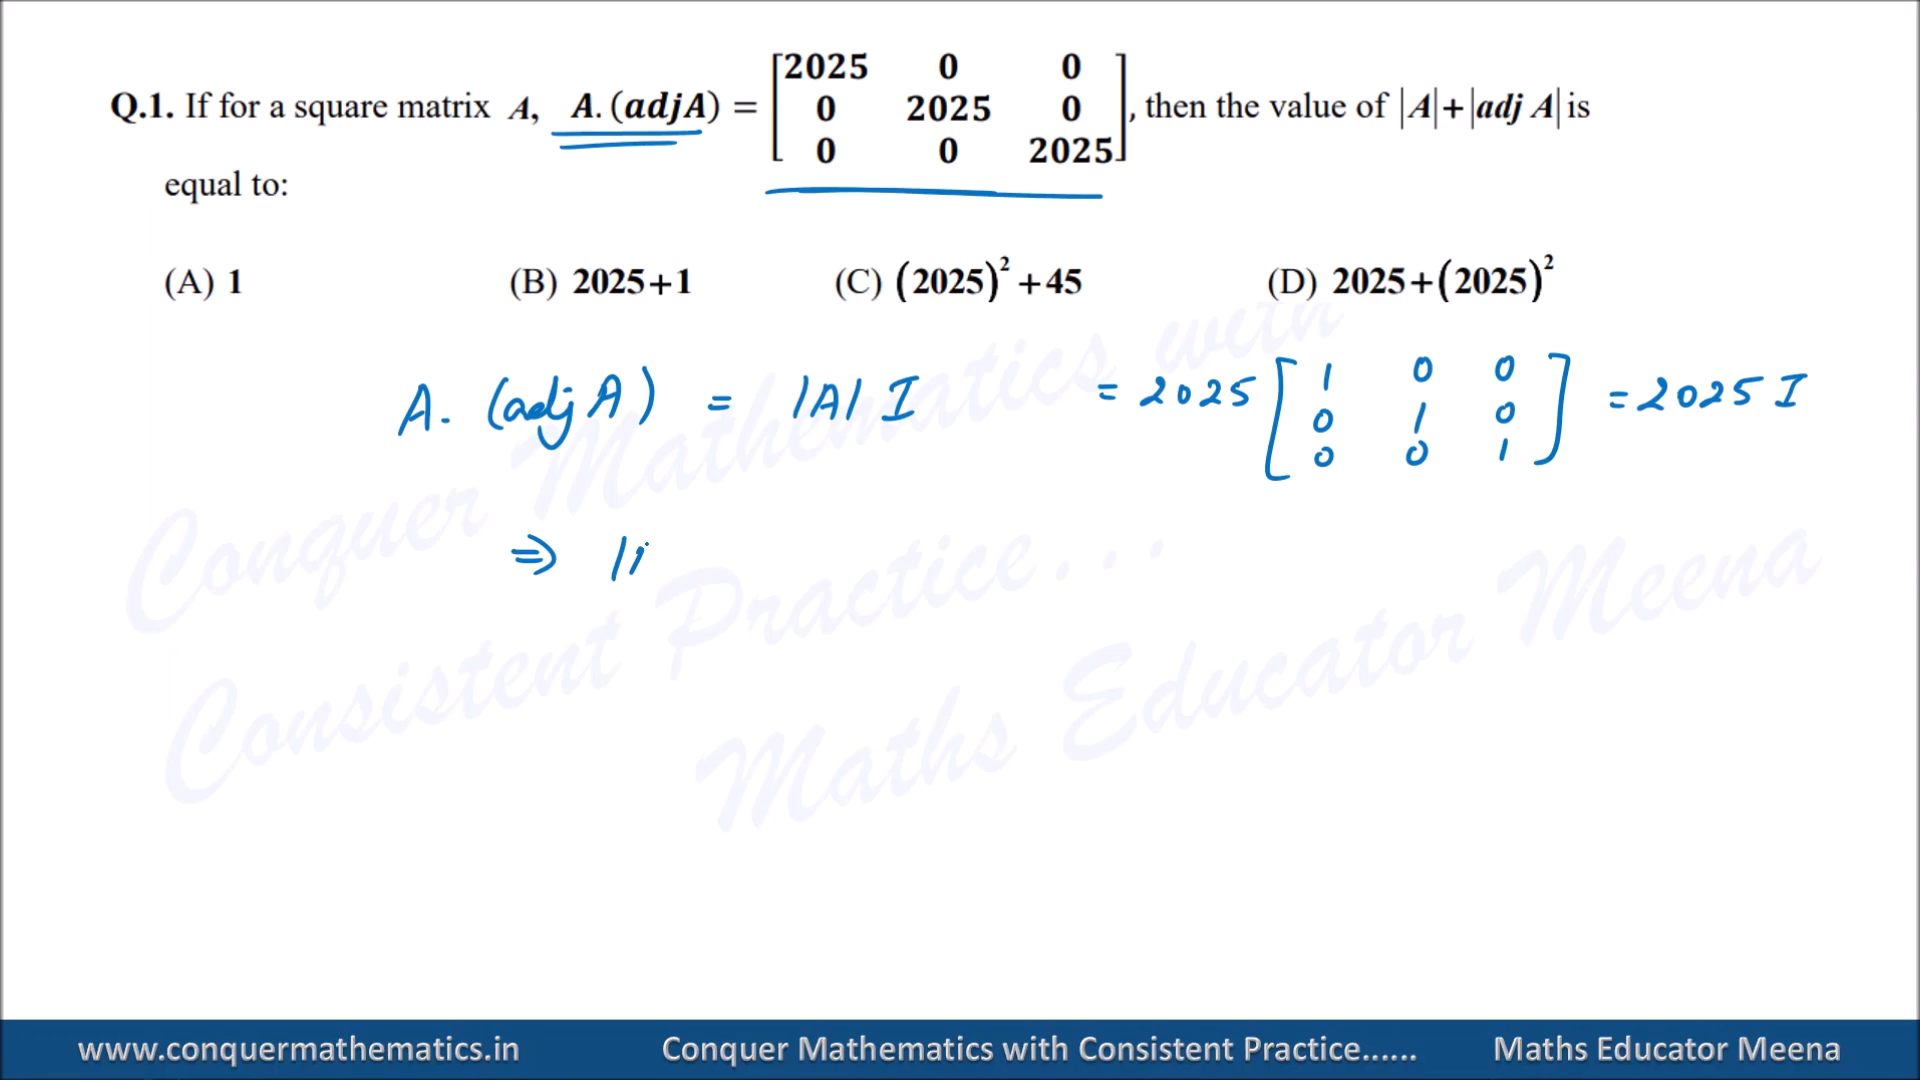 Q.1. If for a square matrix A, A.(adjA) = [2025 0 0
0 2025 0
0 0 2025], then the value of |A|+|adj A| is
equal to:
(A) 1 (B) 2025+1 (C) (2025)²+45 (D) 2025+(2025)²
A. (adj A) = |A| I = 2025 [1 0 0
0 1 0
0 0 1] = 2025 I
⇒ |
Conquer Mathematics with
Consistent Practice...
Maths Educator Meena
www.conquermathematics.in Conquer Mathematics with Consistent Practice...... Maths Educator Meena